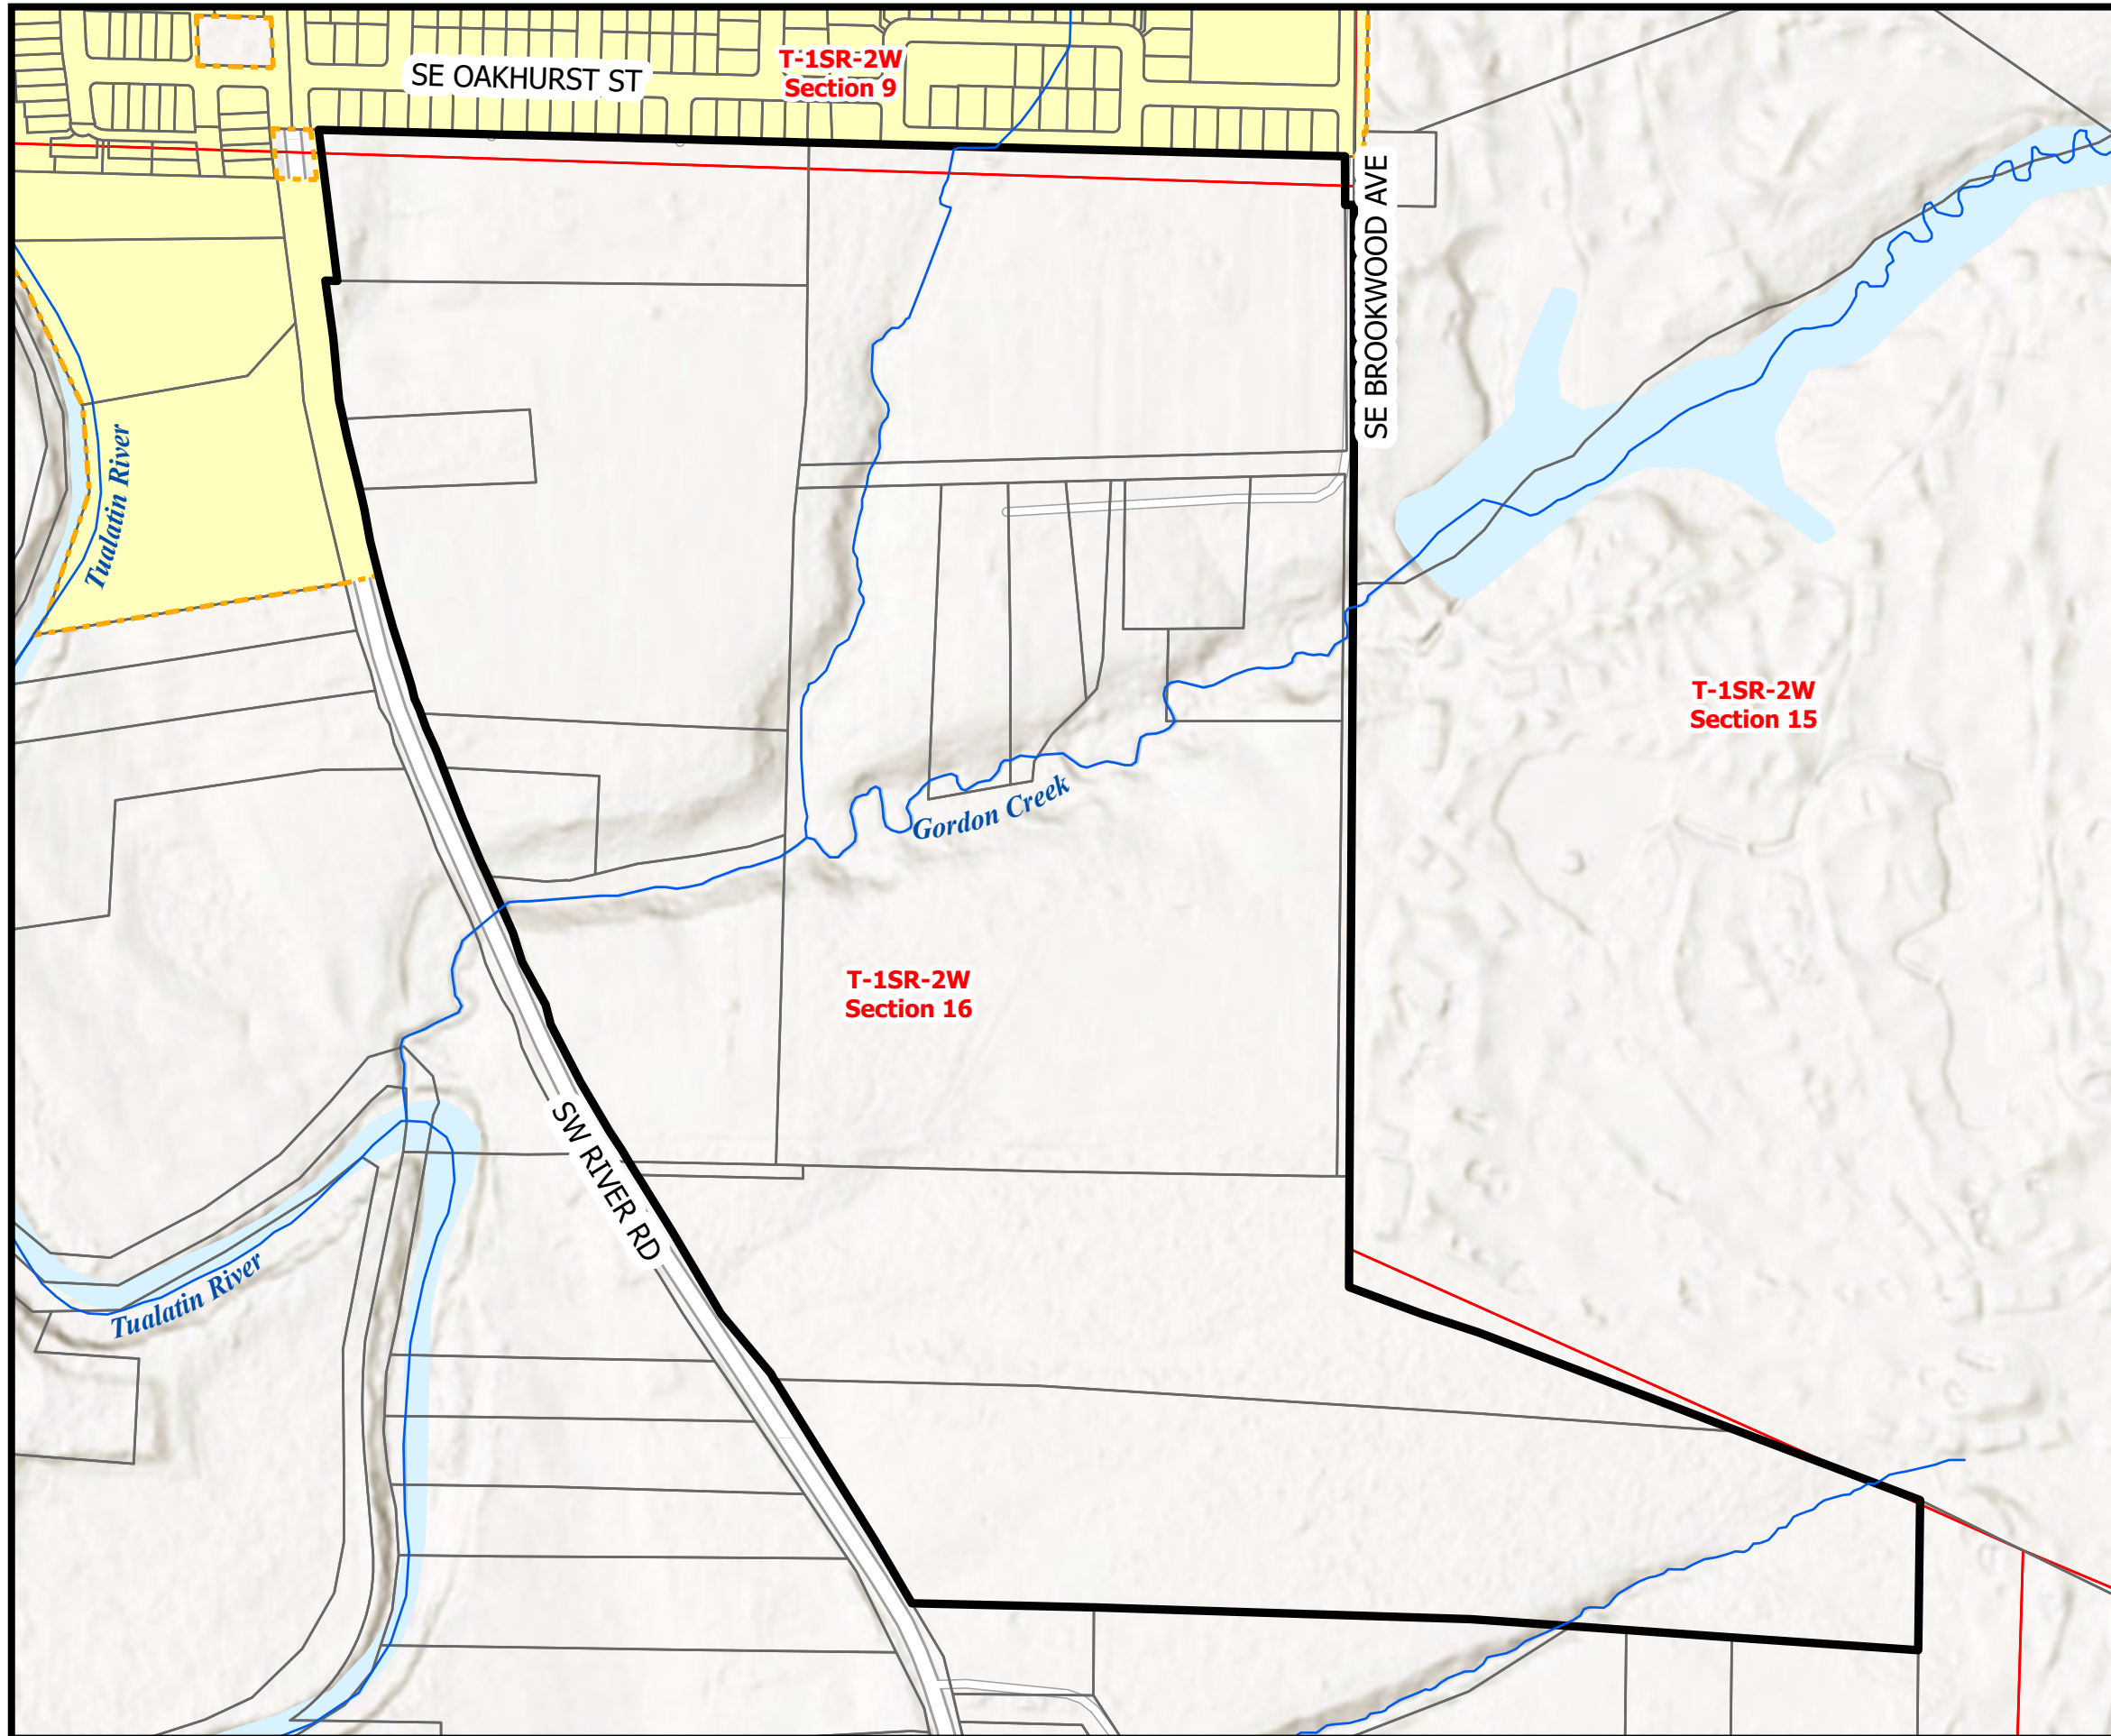 T-1SR-2W
Section 9
SE OAKHURST ST
SE BROOKWOOD AVE
Tualatin River
T-1SR-2W
Section 15
Gordon Creek
T-1SR-2W
Section 16
SW RIVER RD
Tualatin River